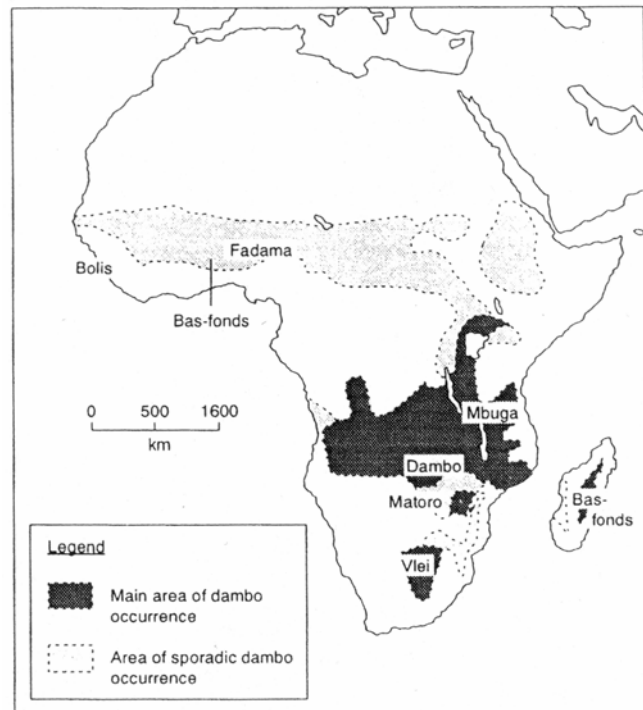 Fadama
Bolis
Bas-fonds
0 500 1600
km
Mbuga
Dambo
Matoro
Bas-
fonds
Vlei
Legend
Main area of dambo
occurrence
Area of sporadic dambo
occurrence